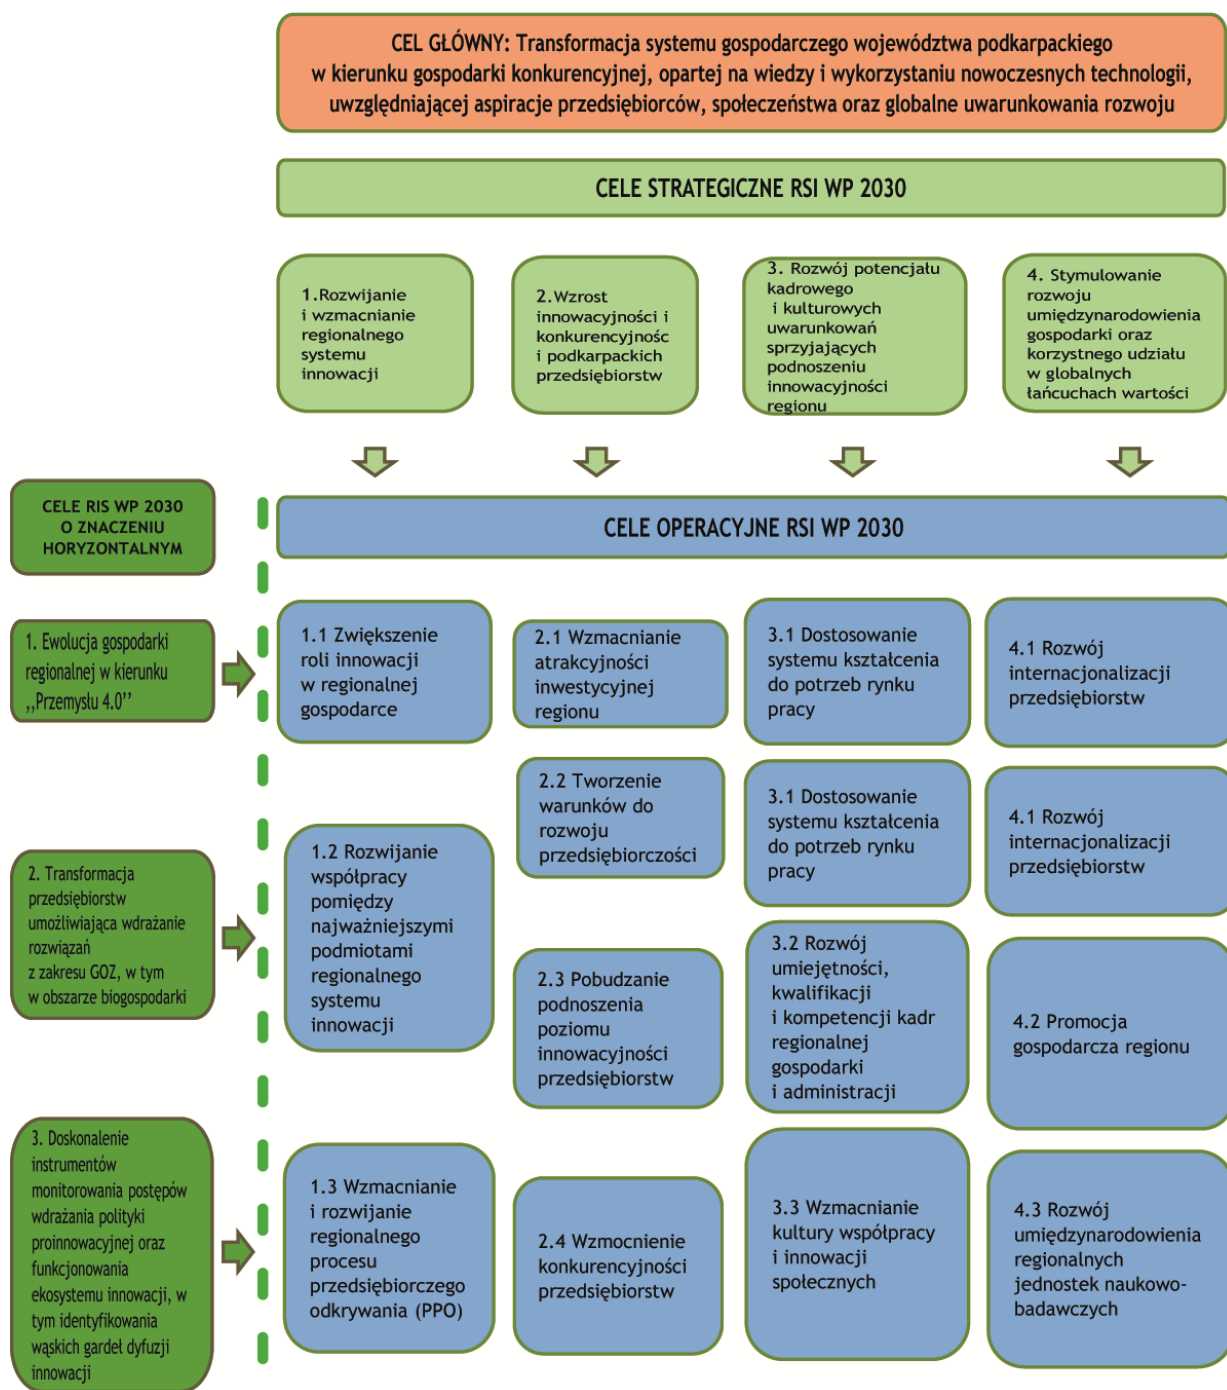 CEL GŁÓWNY: Transformacja systemu gospodarczego województwa podkarpackiego
w kierunku gospodarki konkurencyjnej, opartej na wiedzy i wykorzystaniu nowoczesnych technologii,
uwzględniającej aspiracje przedsiębiorców, społeczeństwa oraz globalne uwarunkowania rozwoju
CELE STRATEGICZNE RSI WP 2030
1.Rozwijanie
i wzmacnianie
regionalnego
systemu
innowacji
2.Wzrost
innowacyjności i
konkurencyjnośc
i podkarpackich
przedsiębiorstw
3. Rozwój potencjału
kadrowego
i kulturowych
uwarunkowań
sprzyjających
podnoszeniu
innowacyjności
regionu
4. Stymulowanie
rozwoju
umiędzynarodowienia
gospodarki oraz
korzystnego udziału
w globalnych
łańcuchach wartości
CELE RIS WP 2030
O ZNACZENIU
HORYZONTALNYM
CELE OPERACYJNE RSI WP 2030
1. Ewolucja gospodarki
regionalnej w kierunku
,,Przemysłu 4.0’’
1.1 Zwiększenie
roli innowacji
w regionalnej
gospodarce
2.1 Wzmacnianie
atrakcyjności
inwestycyjnej
regionu
3.1 Dostosowanie
systemu kształcenia
do potrzeb rynku
pracy
4.1 Rozwój
internacjonalizacji
przedsiębiorstw
2.2 Tworzenie
warunków do
rozwoju
przedsiębiorczości
3.1 Dostosowanie
systemu kształcenia
do potrzeb rynku
pracy
4.1 Rozwój
internacjonalizacji
przedsiębiorstw
2. Transformacja
przedsiębiorstw
umożliwiająca wdrażanie
rozwiązań
z zakresu GOZ, w tym
w obszarze biogospodarki
1.2 Rozwijanie
współpracy
pomiędzy
najważniejszymi
podmiotami
regionalnego
systemu
innowacji
2.3 Pobudzanie
podnoszenia
poziomu
innowacyjności
przedsiębiorstw
3.2 Rozwój
umiejętności,
kwalifikacji
i kompetencji kadr
regionalnej
gospodarki
i administracji
4.2 Promocja
gospodarcza regionu
3. Doskonalenie
instrumentów
monitorowania postępów
wdrażania polityki
proinnowacyjnej oraz
funkcjonowania
ekosystemu innowacji, w
tym identyfikowania
wąskich gardeł dyfuzji
innowacji
1.3 Wzmacnianie
i rozwijanie
regionalnego
procesu
przedsiębiorczego
odkrywania (PPO)
2.4 Wzmocnienie
konkurencyjności
przedsiębiorstw
3.3 Wzmacnianie
kultury współpracy
i innowacji
społecznych
4.3 Rozwój
umiędzynarodowienia
regionalnych
jednostek naukowo-
badawczych